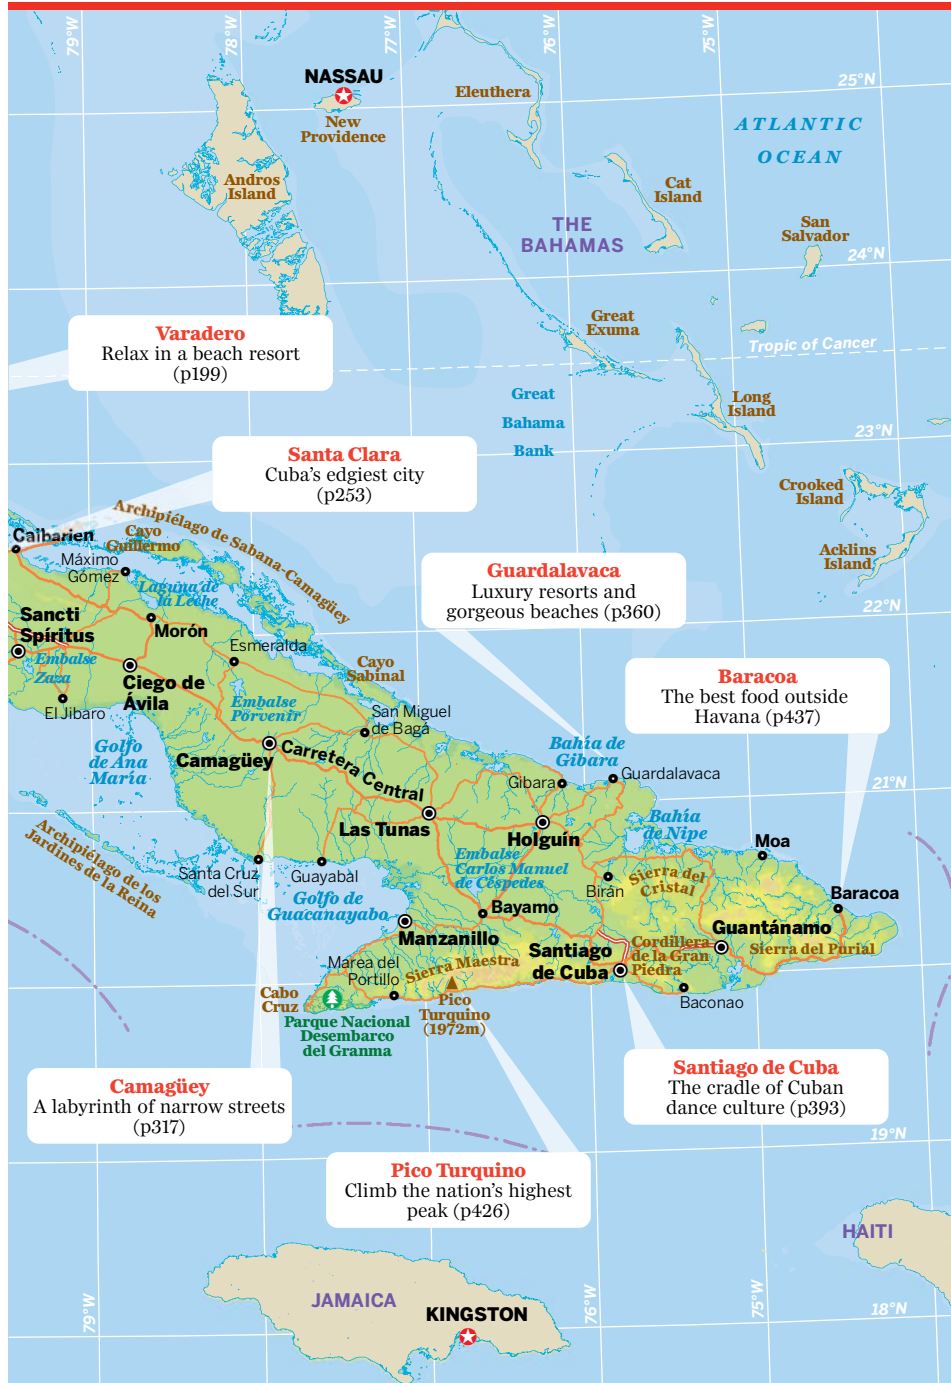 79°W
78°W
77°W
76°W
75°W
NASSAU
New
Providence
Eleuthera
25°N
ATLANTIC
OCEAN
Andros
Island
Cat
Island
THE
BAHAMAS
San
Salvador
24°N
Great
Exuma
Varadero
Relax in a beach resort
(p199)
Tropic of Cancer
Great
Bahama
Bank
Long
Island
23°N
Santa Clara
Cuba's edgiest city
(p253)
Crooked
Island
Acklins
Island
Archipiélago de Sabana-Camagüey
Caibarien
Cayo
Guillermo
Máximo
Gómez
Laguna de
la Leche
Guardalavaca
Luxury resorts and
gorgeous beaches (p360)
22°N
Sancti
Spiritus
Morón
Esmeralda
Embalse
Zaza
Cayo
Sabinal
Ciego de
Ávila
El Jibaro
Embalse
Porvenir
San Miguel
de Bagá
Baracoa
The best food outside
Havana (p437)
Golfo
de Ana
María
Camagüey
Carretera Central
Bahía de
Gibara
Gibara
Guardalavaca
21°N
Las Tunas
Holguín
Bahía
de Nipe
Moa
Archipiélago de los
Jardines de la Reina
Santa Cruz
del Sur
Guayabal
Embalse
Carlos Manuel
de Céspedes
Birán
Sierra del
Cristal
Golfo de
Guacanayabo
Bayamo
Baracoa
Manzanillo
Guantánamo
Santiago
de Cuba
Cordillera
de la Gran
Piedra
Sierra del Purial
Marea del
Portillo
Sierra Maestra
Cabo
Cruz
Pico
Turquino
(1972m)
Baconao
Parque Nacional
Desembarco
del Granma
Camagüey
A labyrinth of narrow streets
(p317)
Santiago de Cuba
The cradle of Cuban
dance culture (p393)
19°N
Pico Turquino
Climb the nation's highest
peak (p426)
HAITI
JAMAICA
KINGSTON
79°W
76°W
75°W
18°N